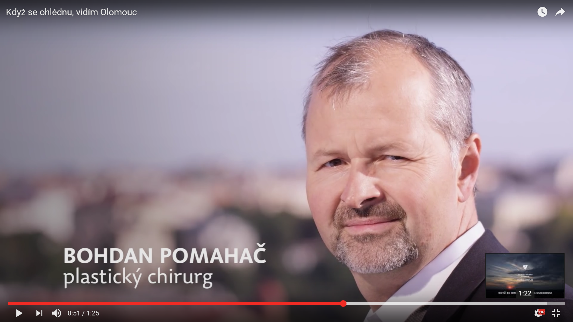 Když se ohlédnu, vidím Olomouc
BOHDAN POMAHAČ
plastický chirurg
1:22
0:51 / 1:25